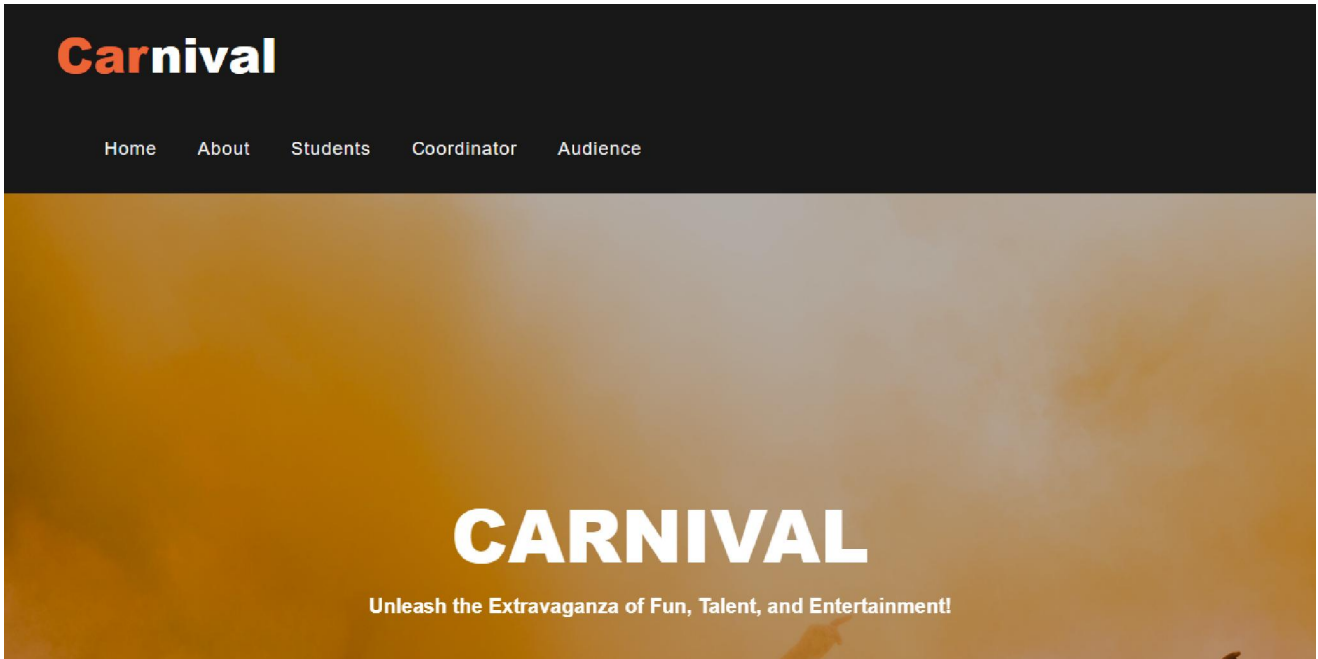 Carnival
Home About Students Coordinator Audience
CARNIVAL
Unleash the Extravaganza of Fun, Talent, and Entertainment!